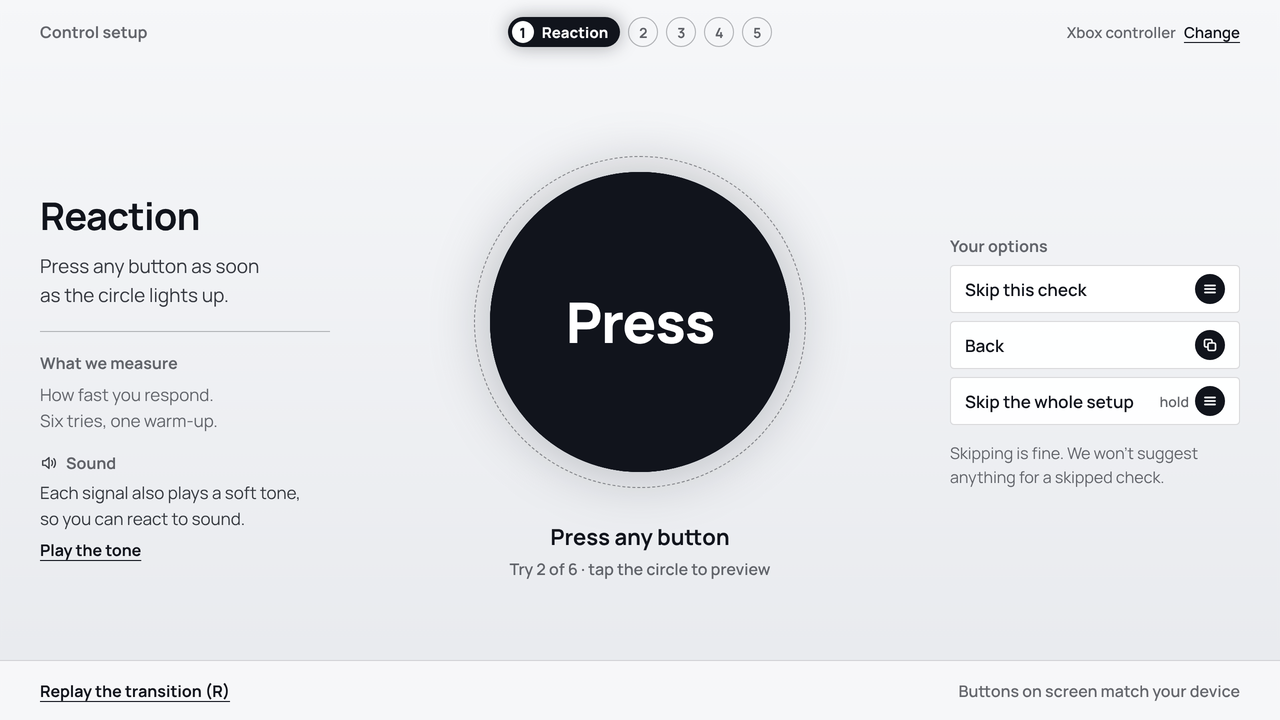 Control setup
1 Reaction 2 3 4 5
Xbox controller Change
Reaction
Press any button as soon
as the circle lights up.
What we measure
How fast you respond.
Six tries, one warm-up.
Sound
Each signal also plays a soft tone,
so you can react to sound.
Play the tone
Press
Press any button
Try 2 of 6 · tap the circle to preview
Your options
Skip this check
Back
Skip the whole setup hold
Skipping is fine. We won't suggest
anything for a skipped check.
Replay the transition (R)
Buttons on screen match your device